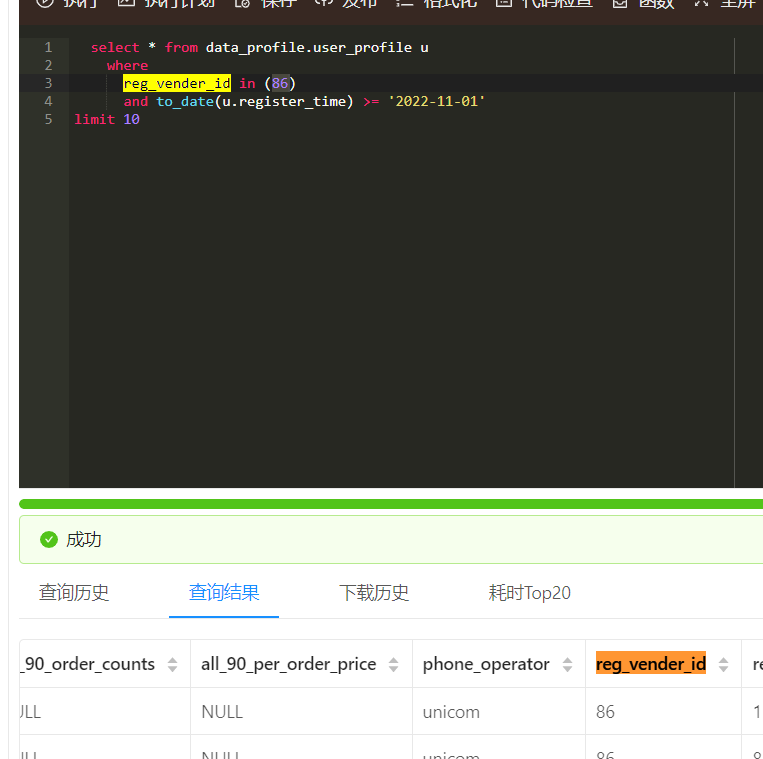 执行 执行计划 保存 发布 格式化 代码检查 函数 全屏
1 select * from data_profile.user_profile u
2 where
3 reg_vender_id in (86)
4 and to_date(u.register_time) >= '2022-11-01'
5 limit 10
成功
查询历史 查询结果 下载历史 耗时Top20
_90_order_counts all_90_per_order_price phone_operator reg_vender_id re
ULL NULL unicom 86 1
NULL unicom 86